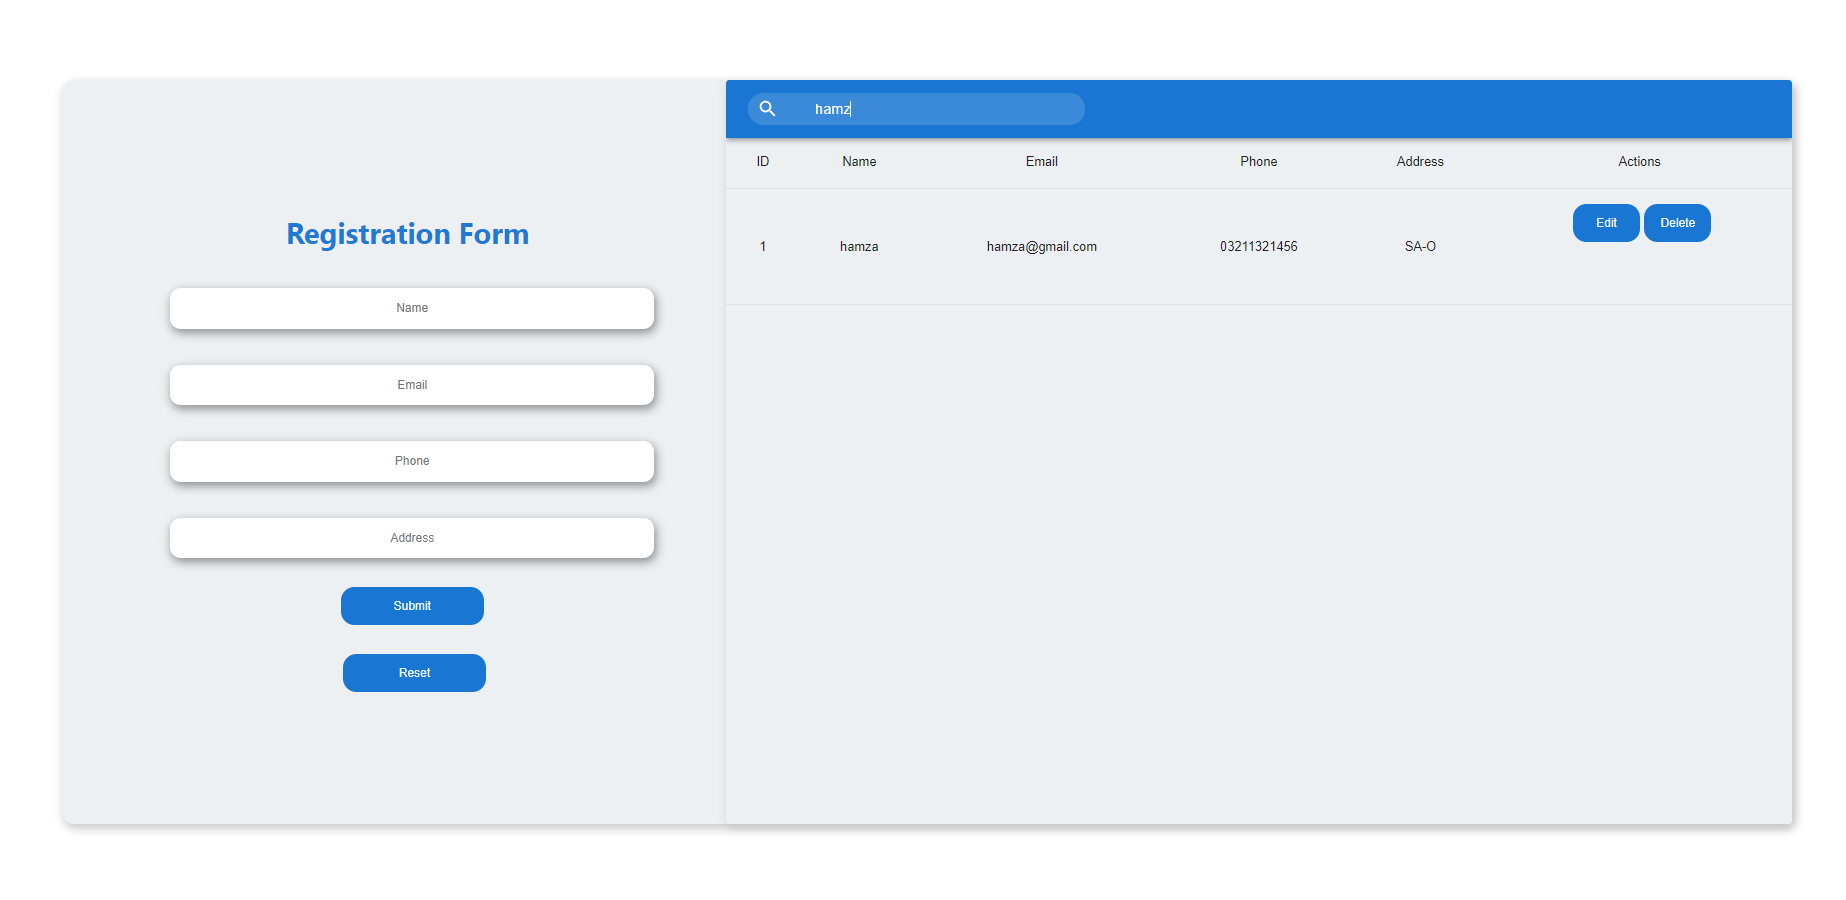 Registration Form
Name
Email
Phone
Address
Submit
Reset
hamz
ID Name Email Phone Address Actions
1 hamza hamza@gmail.com 03211321456 SA-O Edit Delete